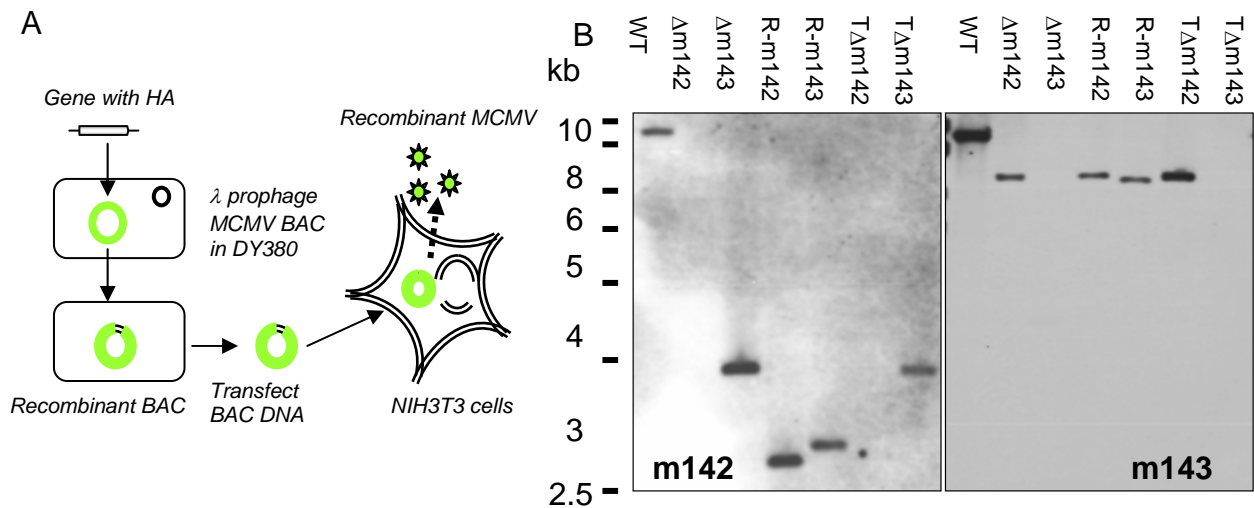 A
Gene with HA
λ prophage
MCMV BAC
in DY380
Recombinant BAC
Transfect
BAC DNA
Recombinant MCMV
NIH3T3 cells
B
kb
WT
Δm142
Δm143
R-m142
R-m143
TΔm142
TΔm143
WT
Δm142
Δm143
R-m142
R-m143
TΔm142
TΔm143
10
8
6
5
4
3
2.5
m142
m143